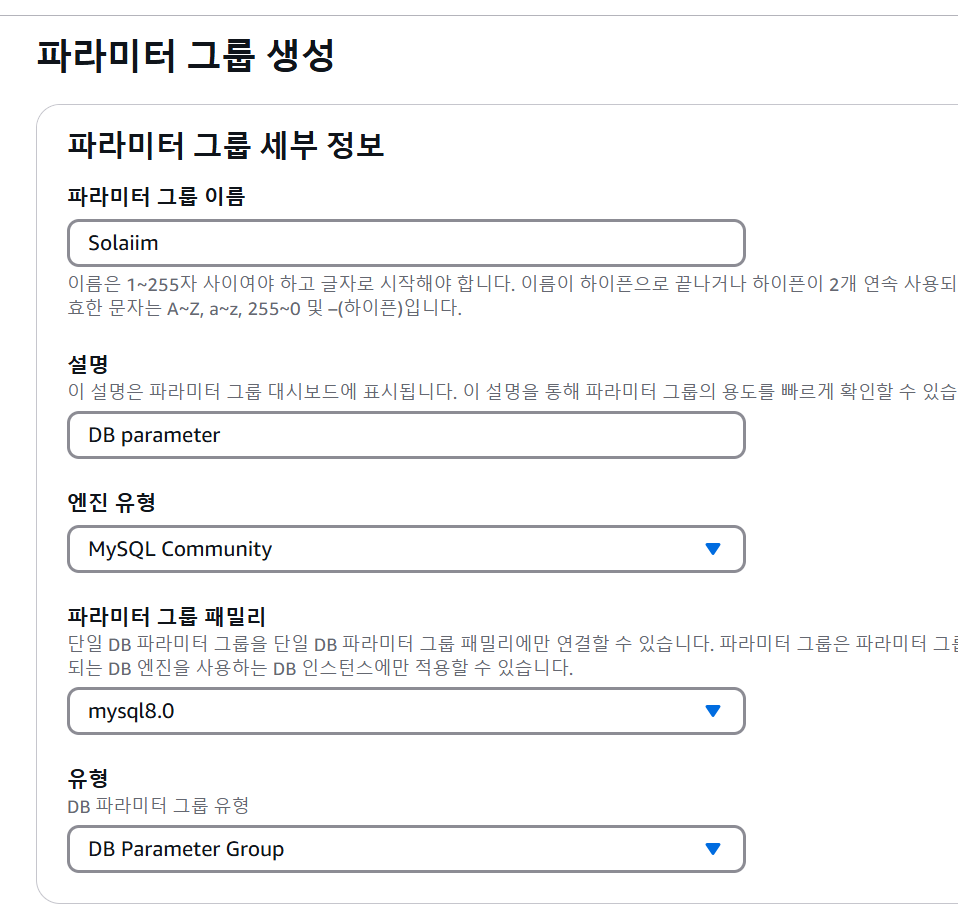 파라미터 그룹 생성
파라미터 그룹 세부 정보
파라미터 그룹 이름
Solaiim
이름은 1~255자 사이여야 하고 글자로 시작해야 합니다. 이름이 하이픈으로 끝나거나 하이픈이 2개 연속 사용되
효한 문자는 A~Z, a~z, 255~0 및 –(하이픈)입니다.
설명
이 설명은 파라미터 그룹 대시보드에 표시됩니다. 이 설명을 통해 파라미터 그룹의 용도를 빠르게 확인할 수 있습
DB parameter
엔진 유형
MySQL Community
파라미터 그룹 패밀리
단일 DB 파라미터 그룹을 단일 DB 파라미터 그룹 패밀리에만 연결할 수 있습니다. 파라미터 그룹은 파라미터 그룹
되는 DB 엔진을 사용하는 DB 인스턴스에만 적용할 수 있습니다.
mysql8.0
유형
DB 파라미터 그룹 유형
DB Parameter Group